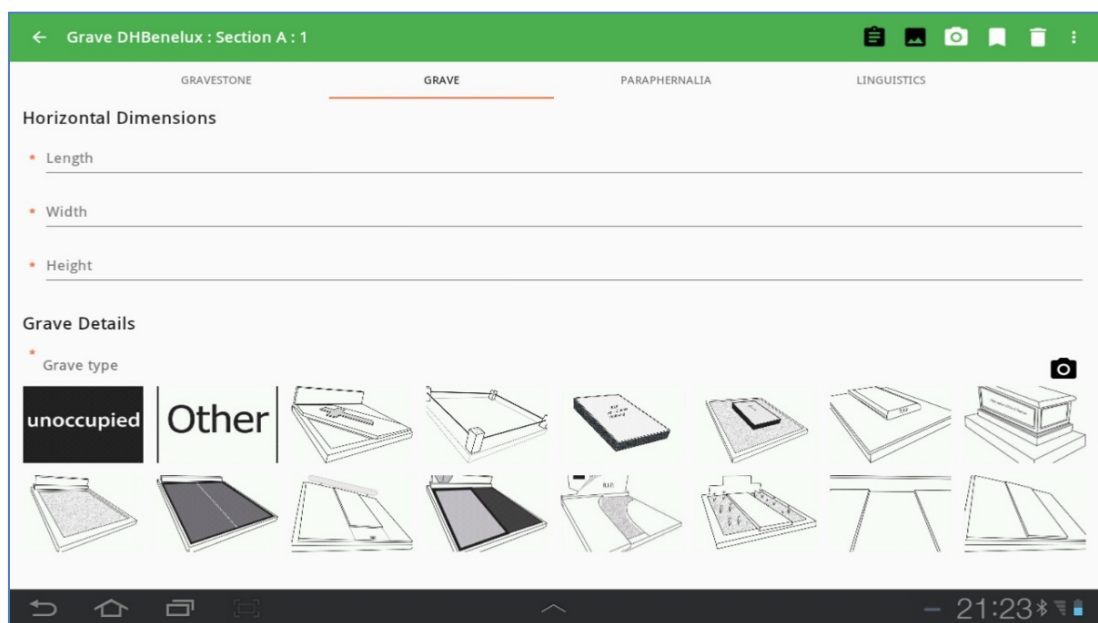 Grave DHBenelux : Section A : 1
GRAVESTONE GRAVE PARAPHERNALIA LINGUISTICS
Horizontal Dimensions
* Length
* Width
* Height
Grave Details
*
Grave type
unoccupied Other
21:23